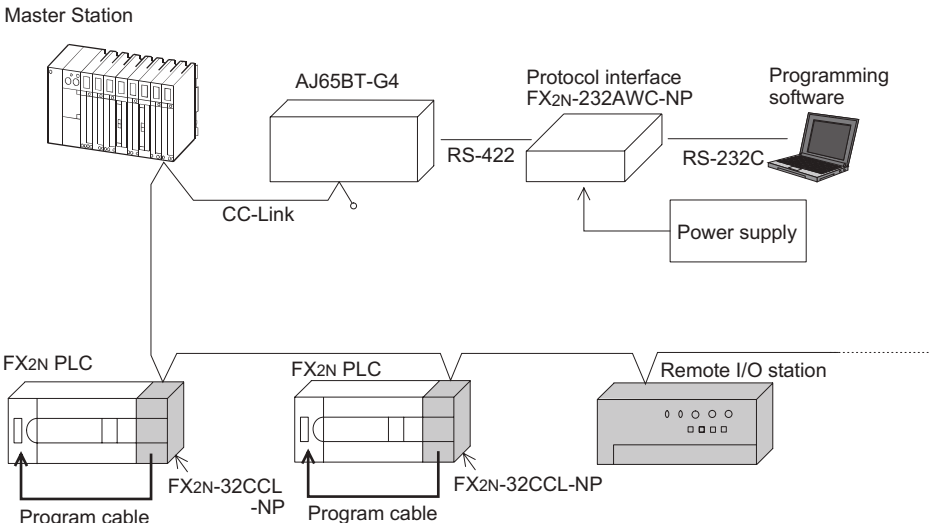 Master Station
AJ65BT-G4
Protocol interface
FX2N-232AWC-NP
Programming
software
RS-422
RS-232C
CC-Link
Power supply
FX2N PLC
FX2N PLC
Remote I/O station
FX2N-32CCL
-NP
FX2N-32CCL-NP
Program cable
Program cable